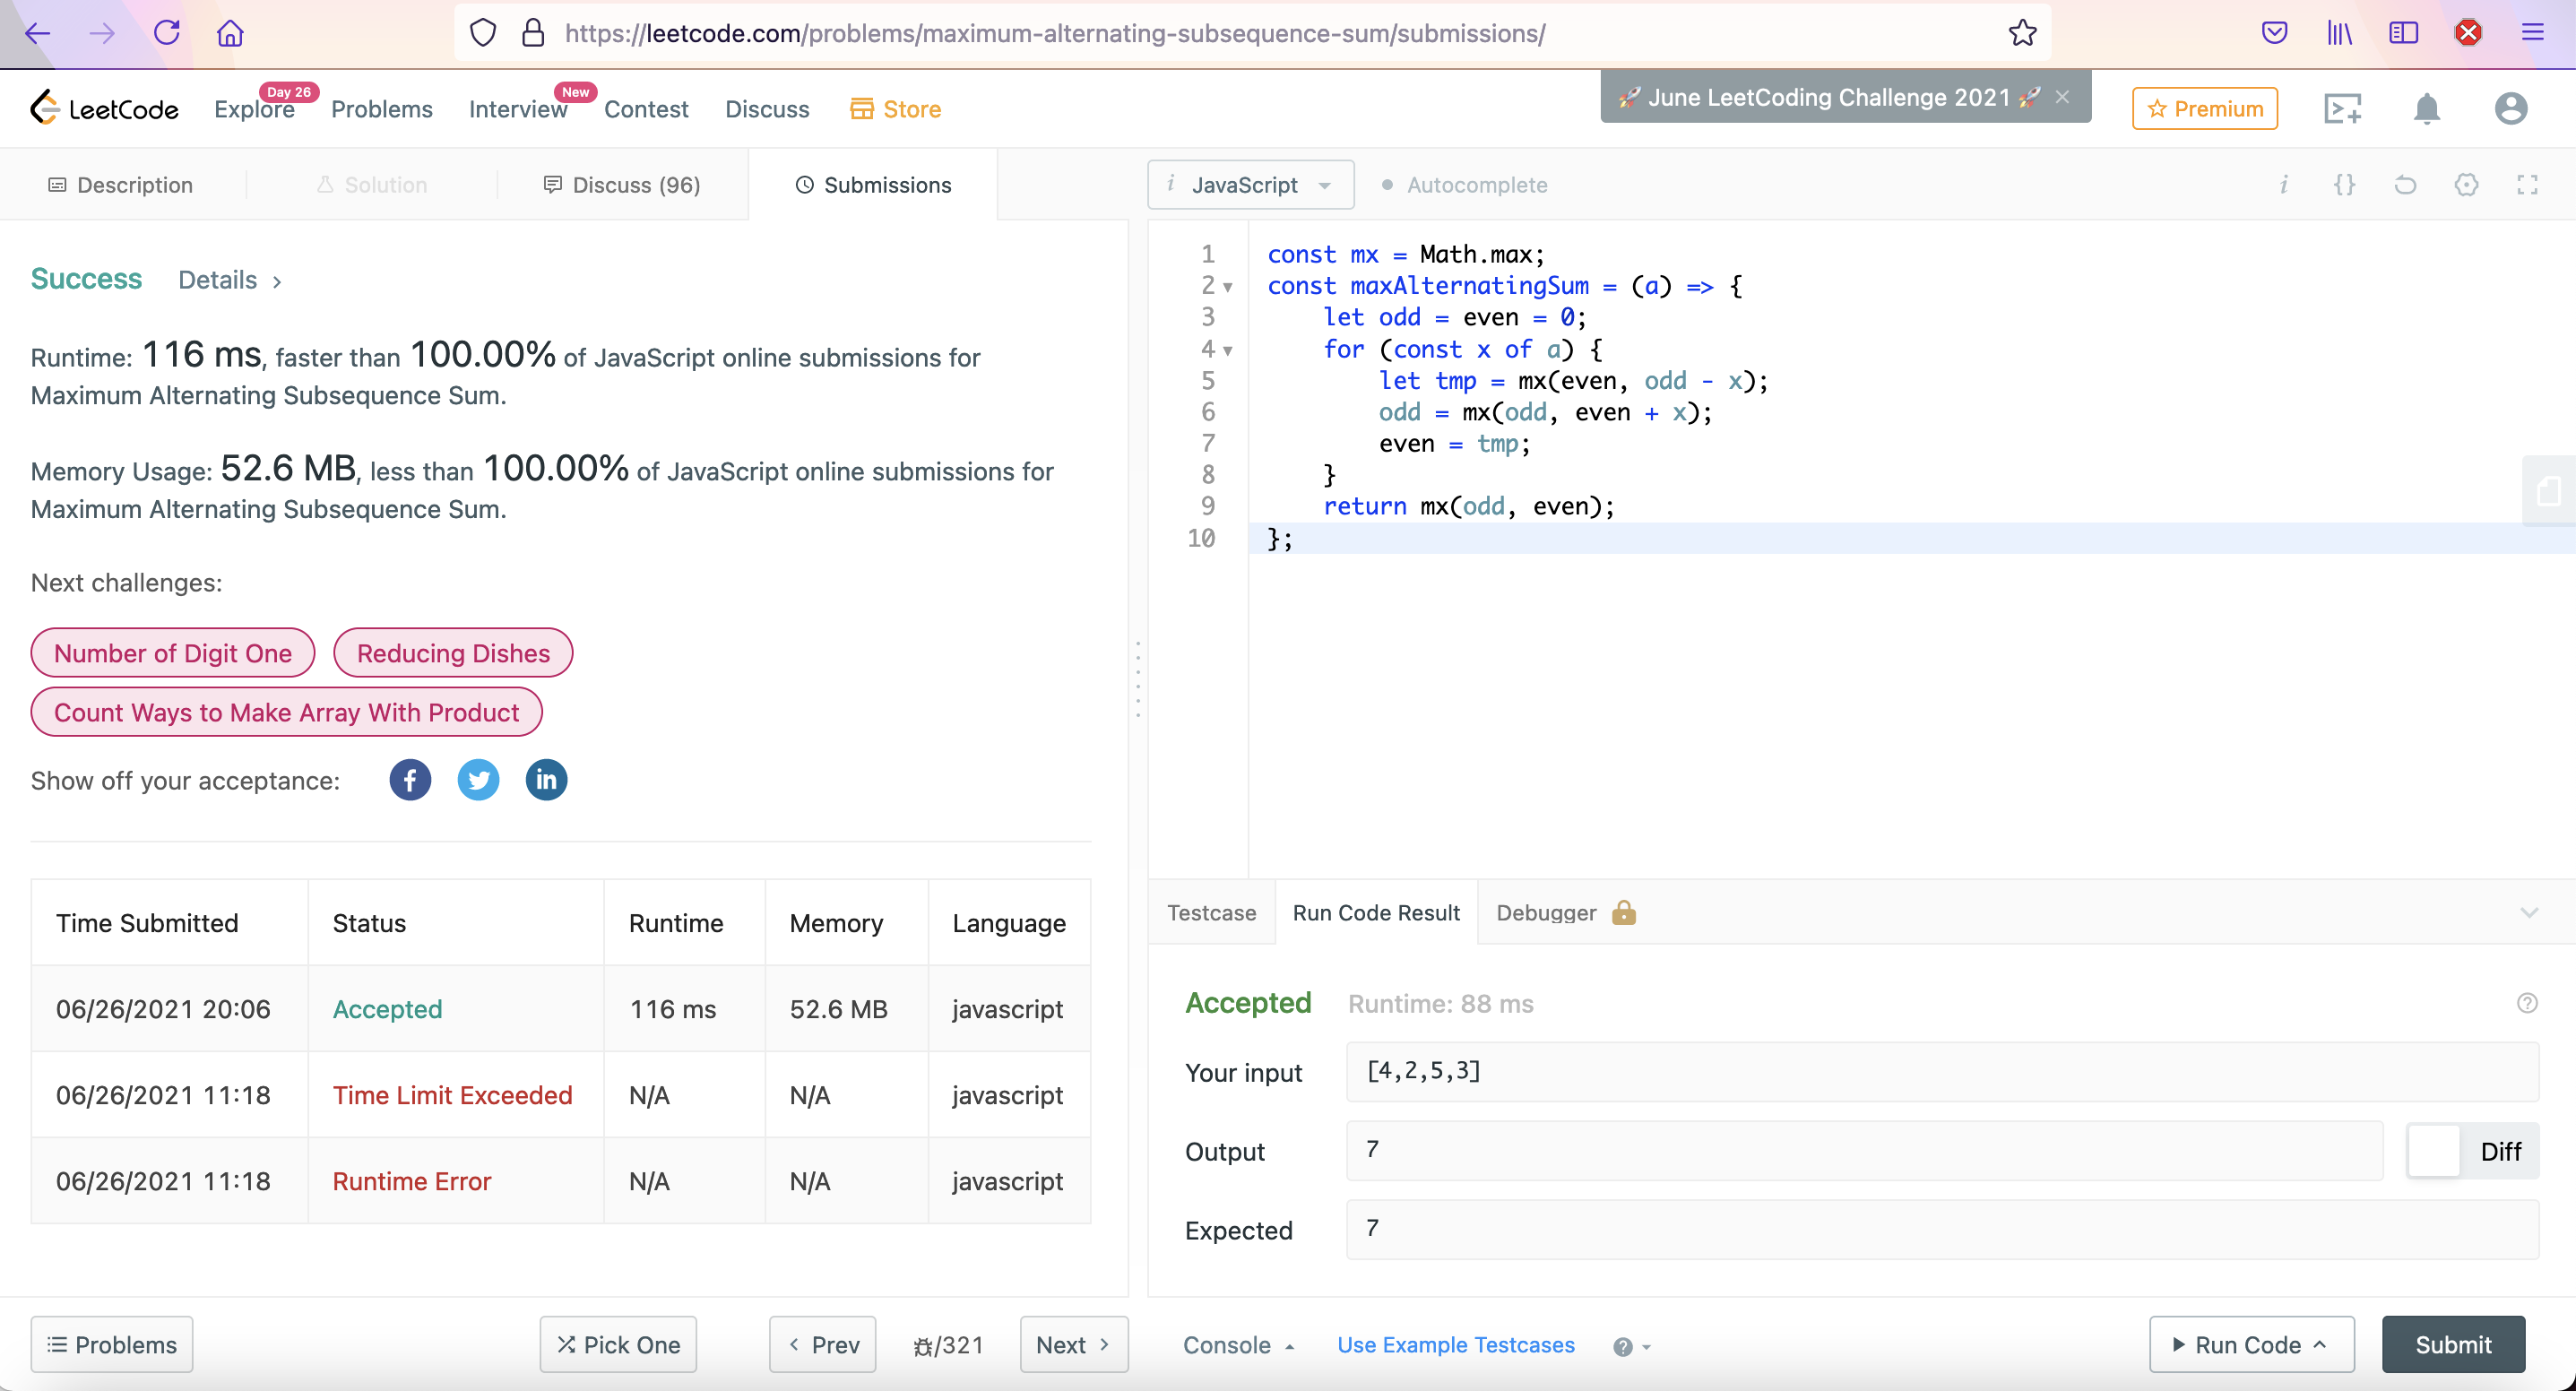 https://leetcode.com/problems/maximum-alternating-subsequence-sum/submissions/
LeetCode Explore Day 26 Problems Interview New Contest Discuss Store 🚀 June LeetCoding Challenge 2021 🚀 × Premium
Description Solution Discuss (96) Submissions
i JavaScript Autocomplete i {}
Success Details >
Runtime: 116 ms, faster than 100.00% of JavaScript online submissions for
Maximum Alternating Subsequence Sum.
Memory Usage: 52.6 MB, less than 100.00% of JavaScript online submissions for
Maximum Alternating Subsequence Sum.
Next challenges:
Number of Digit One Reducing Dishes
Count Ways to Make Array With Product
Show off your acceptance: f in
Time Submitted Status Runtime Memory Language
06/26/2021 20:06 Accepted 116 ms 52.6 MB javascript
06/26/2021 11:18 Time Limit Exceeded N/A N/A javascript
06/26/2021 11:18 Runtime Error N/A N/A javascript
1 const mx = Math.max;
2 const maxAlternatingSum = (a) => {
3     let odd = even = 0;
4     for (const x of a) {
5         let tmp = mx(even, odd - x);
6         odd = mx(odd, even + x);
7         even = tmp;
8     }
9     return mx(odd, even);
10 };
Testcase Run Code Result Debugger
Accepted Runtime: 88 ms
Your input [4,2,5,3]
Output 7 Diff
Expected 7
Problems Pick One < Prev /321 Next > Console Use Example Testcases ? Run Code Submit